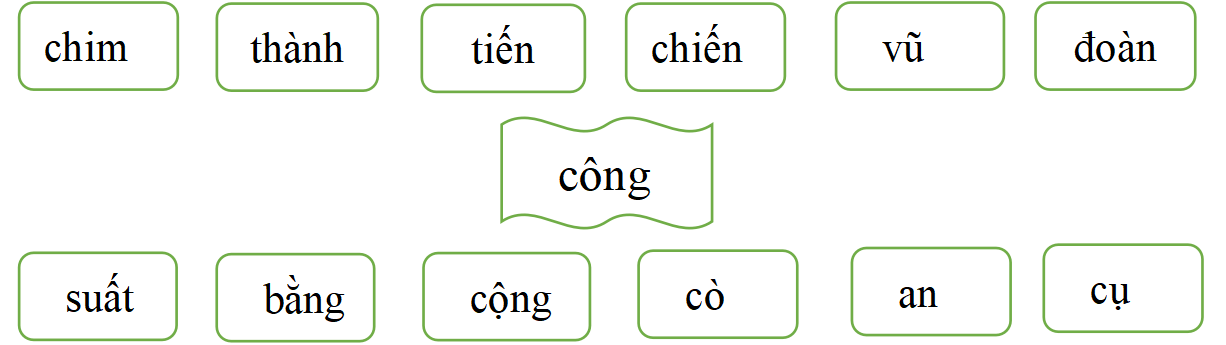 chim thành tiến chiến vũ đoàn
công
suất bằng cộng cò an cụ